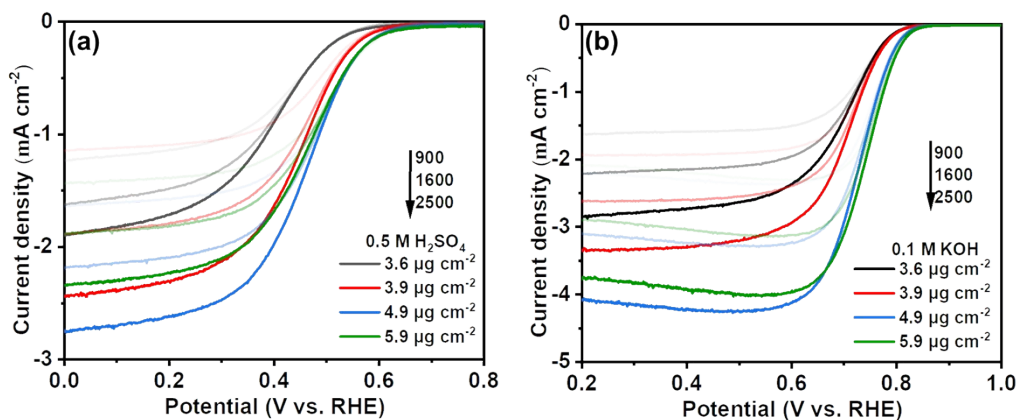 (a)
0
-1
-2
-3
Current density (mA cm⁻²)
0.0 0.2 0.4 0.6 0.8
Potential (V vs. RHE)
900
1600
2500
0.5 M H₂SO₄
3.6 μg cm⁻²
3.9 μg cm⁻²
4.9 μg cm⁻²
5.9 μg cm⁻²
(b)
0
-1
-2
-3
-4
-5
Current density (mA cm⁻²)
0.2 0.4 0.6 0.8 1.0
Potential (V vs. RHE)
900
1600
2500
0.1 M KOH
3.6 μg cm⁻²
3.9 μg cm⁻²
4.9 μg cm⁻²
5.9 μg cm⁻²